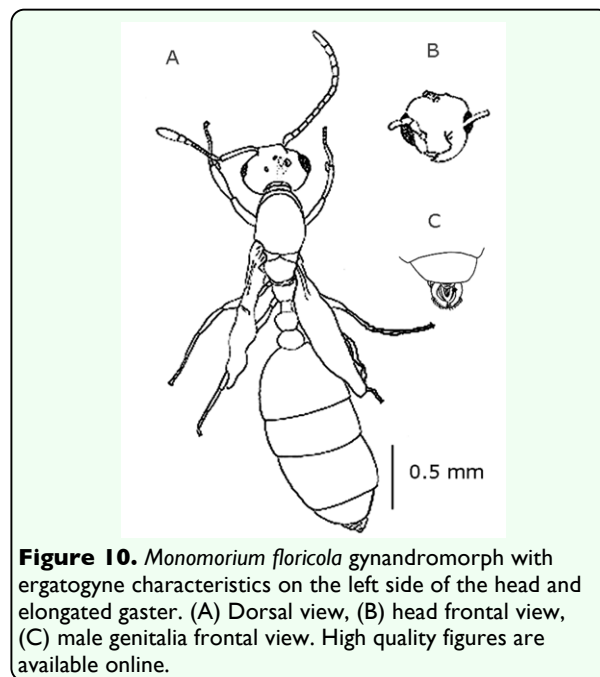 A
B
C
0.5 mm
Figure 10. Monomorium floricola gynandromorph with
ergatogyne characteristics on the left side of the head and
elongated gaster. (A) Dorsal view, (B) head frontal view,
(C) male genitalia frontal view. High quality figures are
available online.